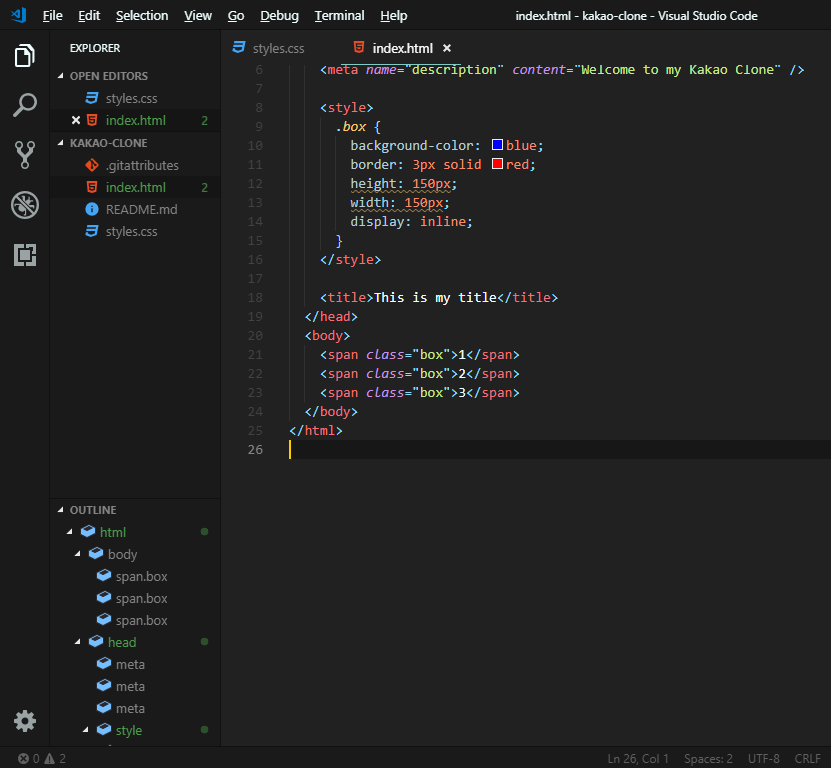 File Edit Selection View Go Debug Terminal Help index.html - kakao-clone - Visual Studio Code
EXPLORER
OPEN EDITORS
styles.css
index.html 2
KAKAO-CLONE
.gitattributes
index.html 2
README.md
styles.css
OUTLINE
html
body
span.box
span.box
span.box
head
meta
meta
meta
style
styles.css index.html
6 <meta name="description" content="Welcome to my Kakao Clone" />
7
8 <style>
9 .box {
10 background-color: blue;
11 border: 3px solid red;
12 height: 150px;
13 width: 150px;
14 display: inline;
15 }
16 </style>
17
18 <title>This is my title</title>
19 </head>
20 <body>
21 <span class="box">1</span>
22 <span class="box">2</span>
23 <span class="box">3</span>
24 </body>
25 </html>
26
0 2 Ln 26, Col 1 Spaces: 2 UTF-8 CRLF